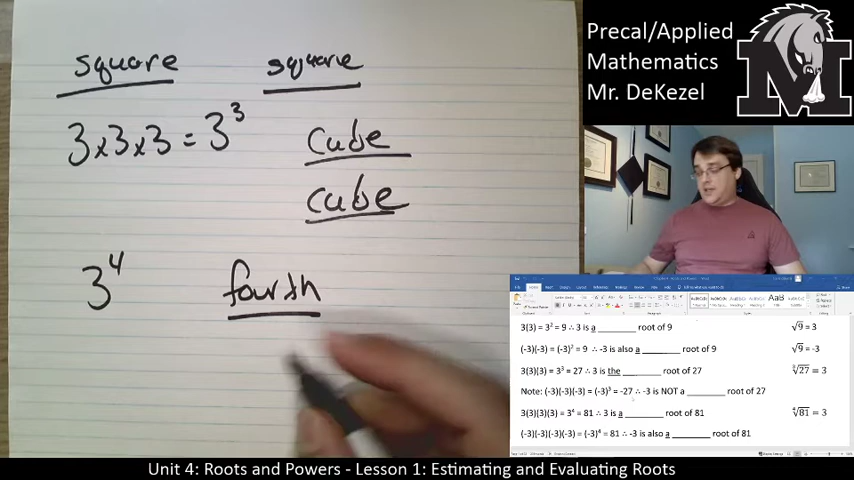 square square
3x3x3 = 3³ cube
cube
3⁴ fourth
Precal/Applied
Mathematics
Mr. DeKezel
M
3(3) = 3² = 9 ∴ 3 is a ________ root of 9 √9 = 3
(-3)(-3) = (-3)² = 9 ∴ -3 is also a ________ root of 9 √9 = -3
3(3)(3) = 3³ = 27 ∴ 3 is the ________ root of 27 ∛27 = 3
Note: (-3)(-3)(-3) = (-3)³ = -27 ∴ -3 is NOT a ________ root of 27
3(3)(3)(3) = 3⁴ = 81 ∴ 3 is a ________ root of 81 ∜81 = 3
(-3)(-3)(-3)(-3) = (-3)⁴ = 81 ∴ -3 is also a ________ root of 81
Unit 4: Roots and Powers - Lesson 1: Estimating and Evaluating Roots